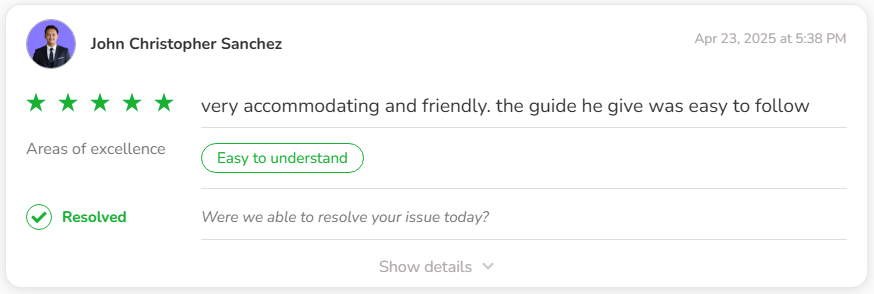 John Christopher Sanchez
Apr 23, 2025 at 5:38 PM
very accommodating and friendly. the guide he give was easy to follow
Areas of excellence
Easy to understand
Resolved
Were we able to resolve your issue today?
Show details